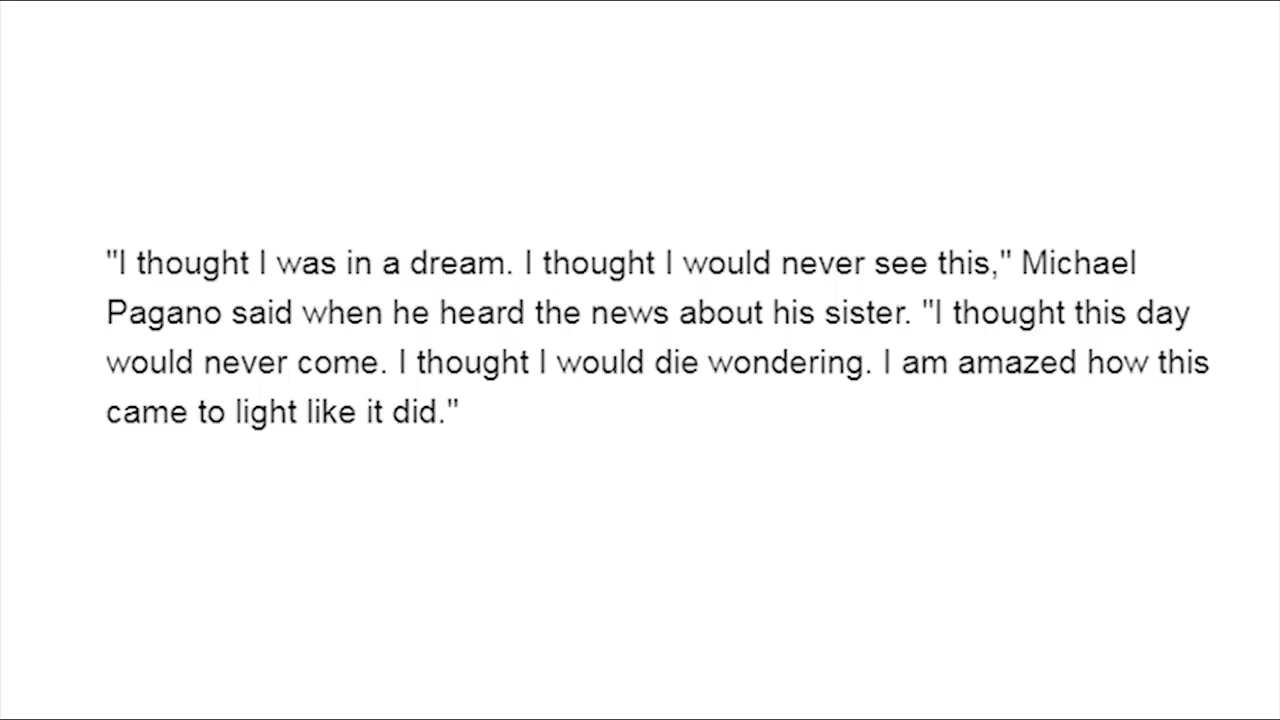 "I thought I was in a dream. I thought I would never see this," Michael
Pagano said when he heard the news about his sister. "I thought this day
would never come. I thought I would die wondering. I am amazed how this
came to light like it did."